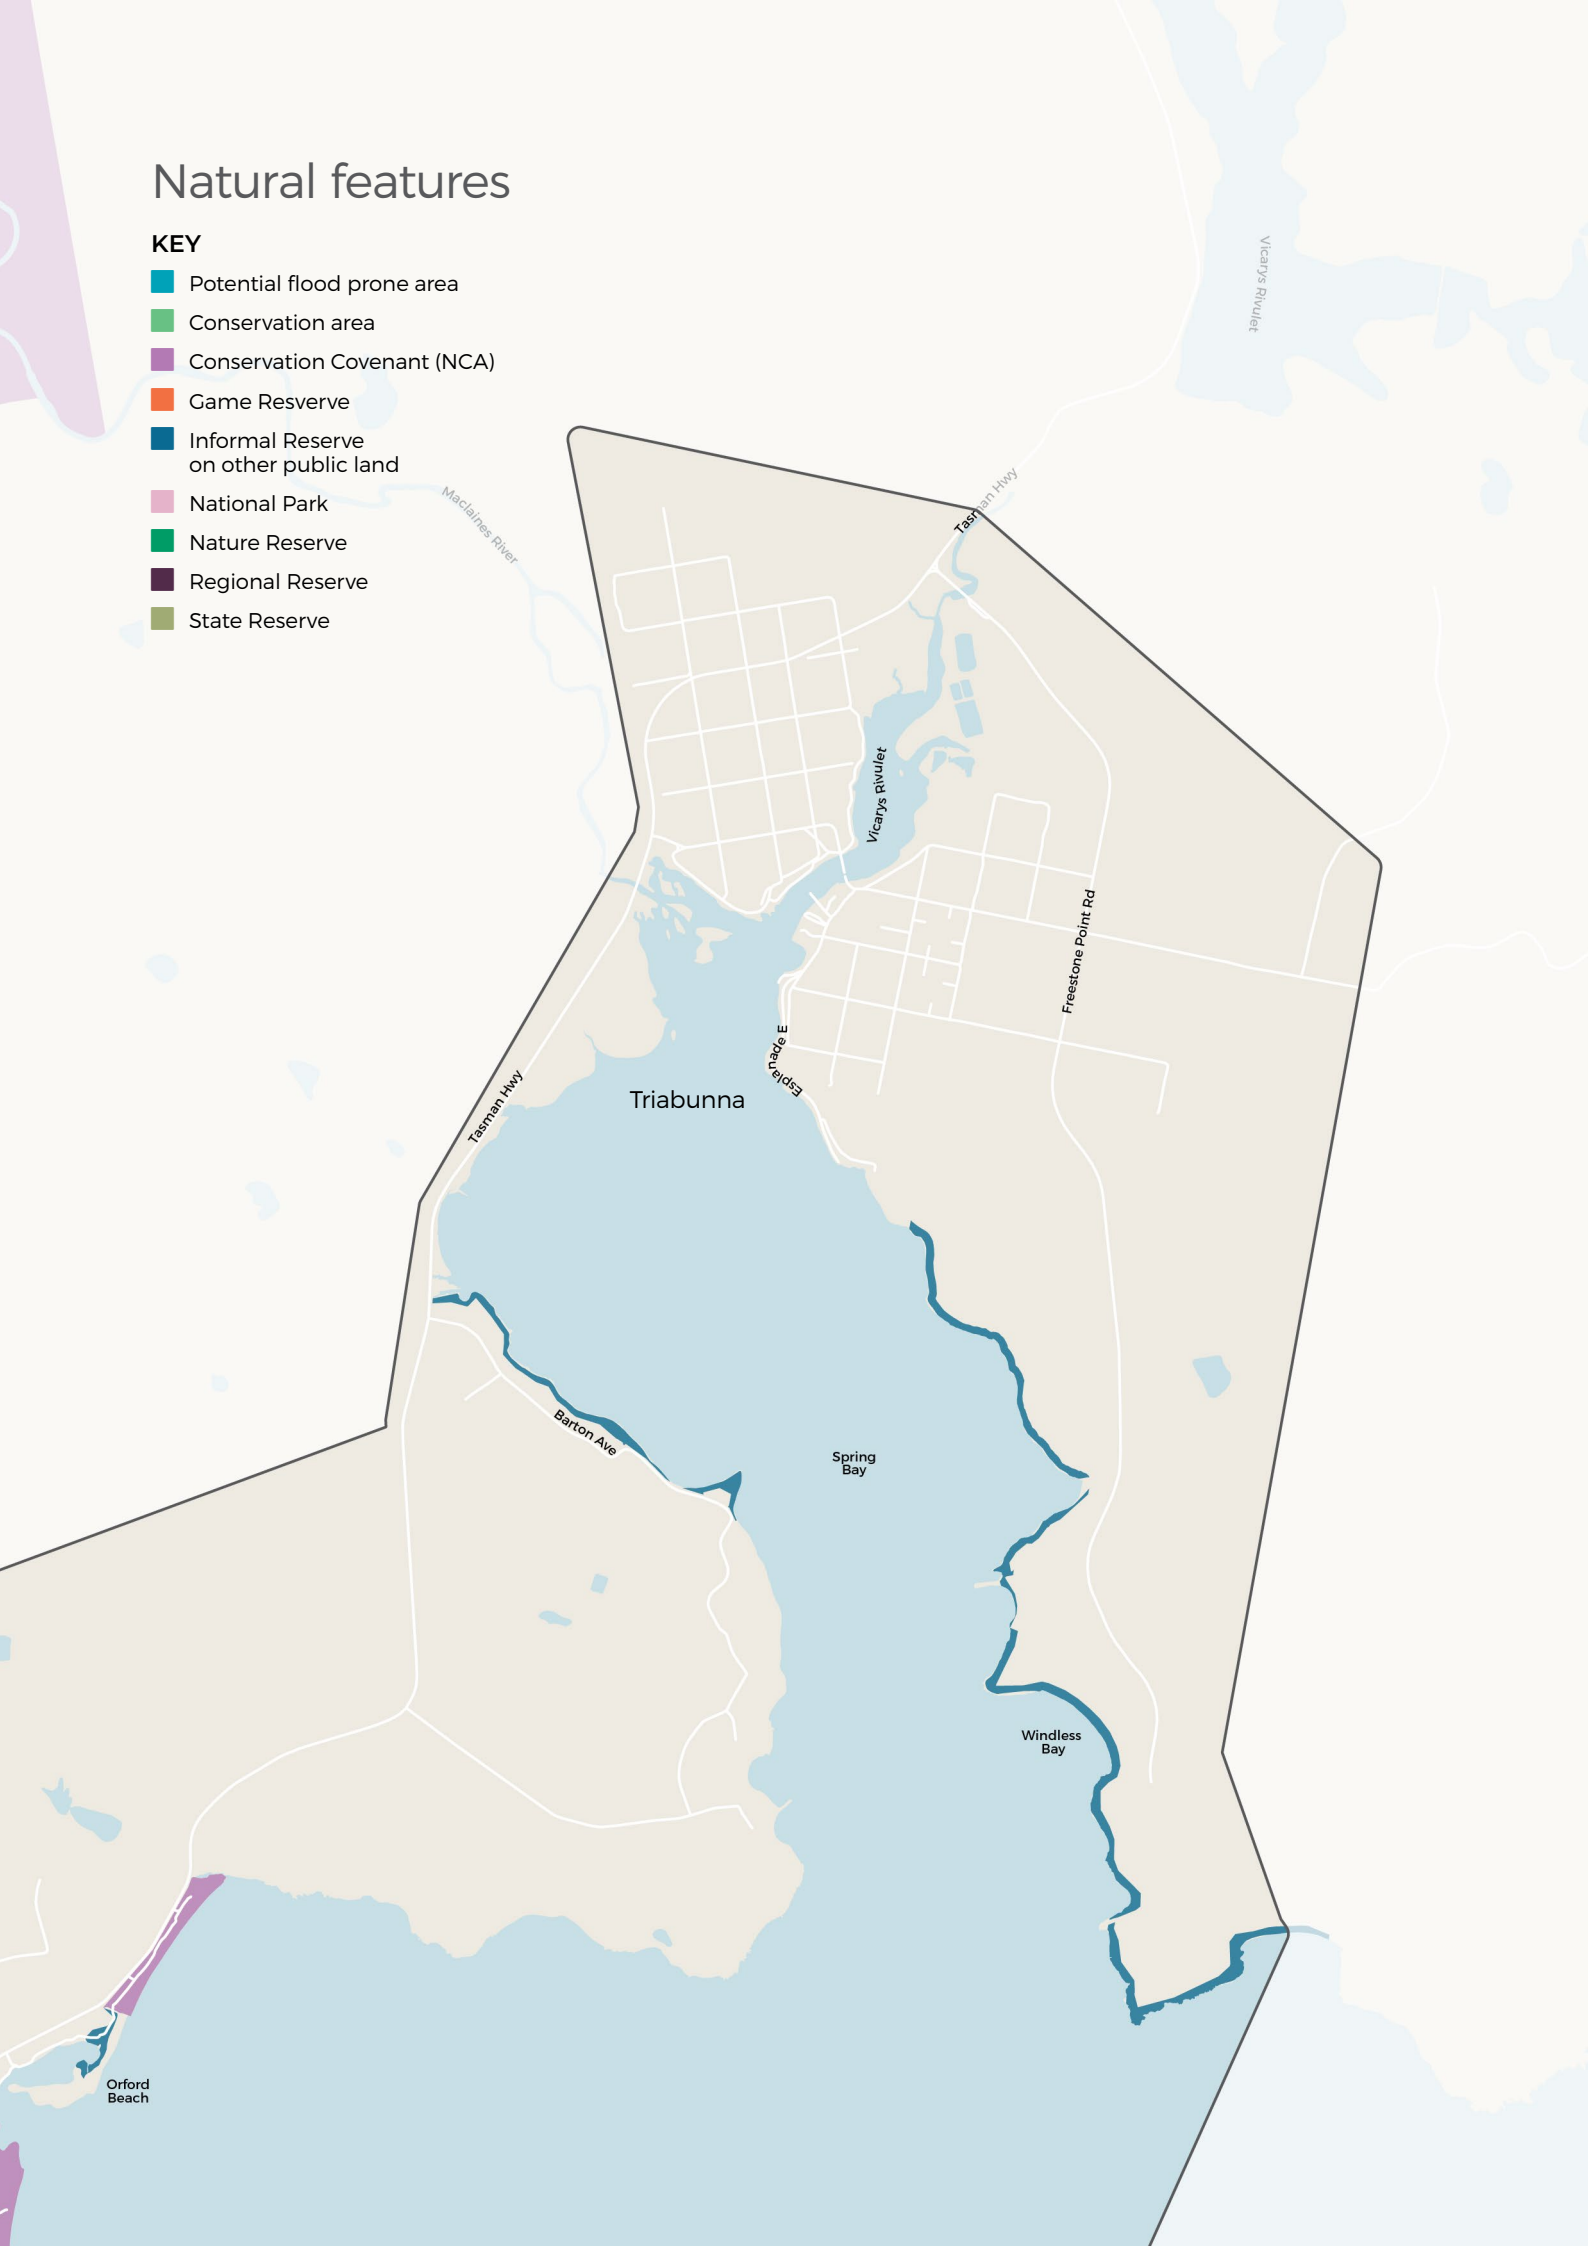 Natural features
KEY
Potential flood prone area
Conservation area
Conservation Covenant (NCA)
Game Resverve
Informal Reserve
on other public land
National Park
Nature Reserve
Regional Reserve
State Reserve
Vicarys Rivulet
Maclaines River
Tasman Hwy
Vicarys Rivulet
Freestone Point Rd
Esplanade E
Tasman Hwy
Triabunna
Barton Ave
Spring
Bay
Windless
Bay
Orford
Beach